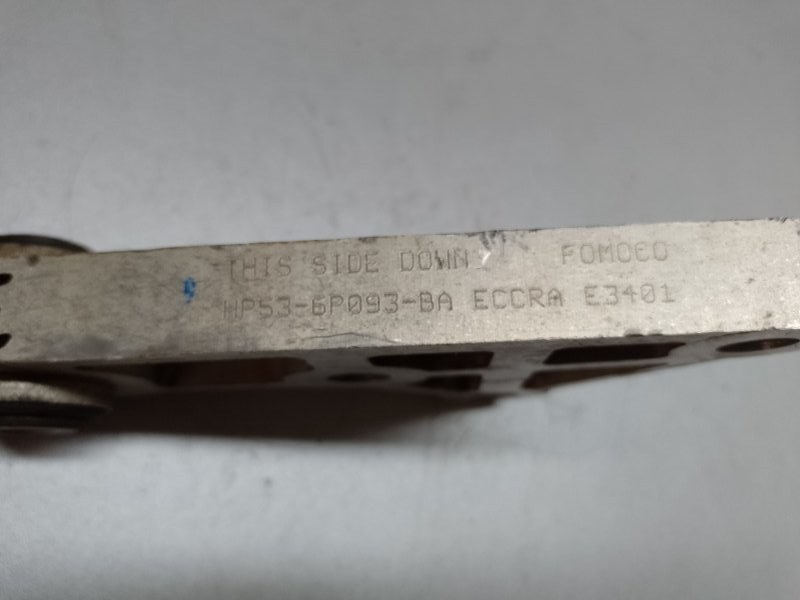 THIS SIDE DOWN FOMOCO
HP53-6P093-BA ECCRA E3401